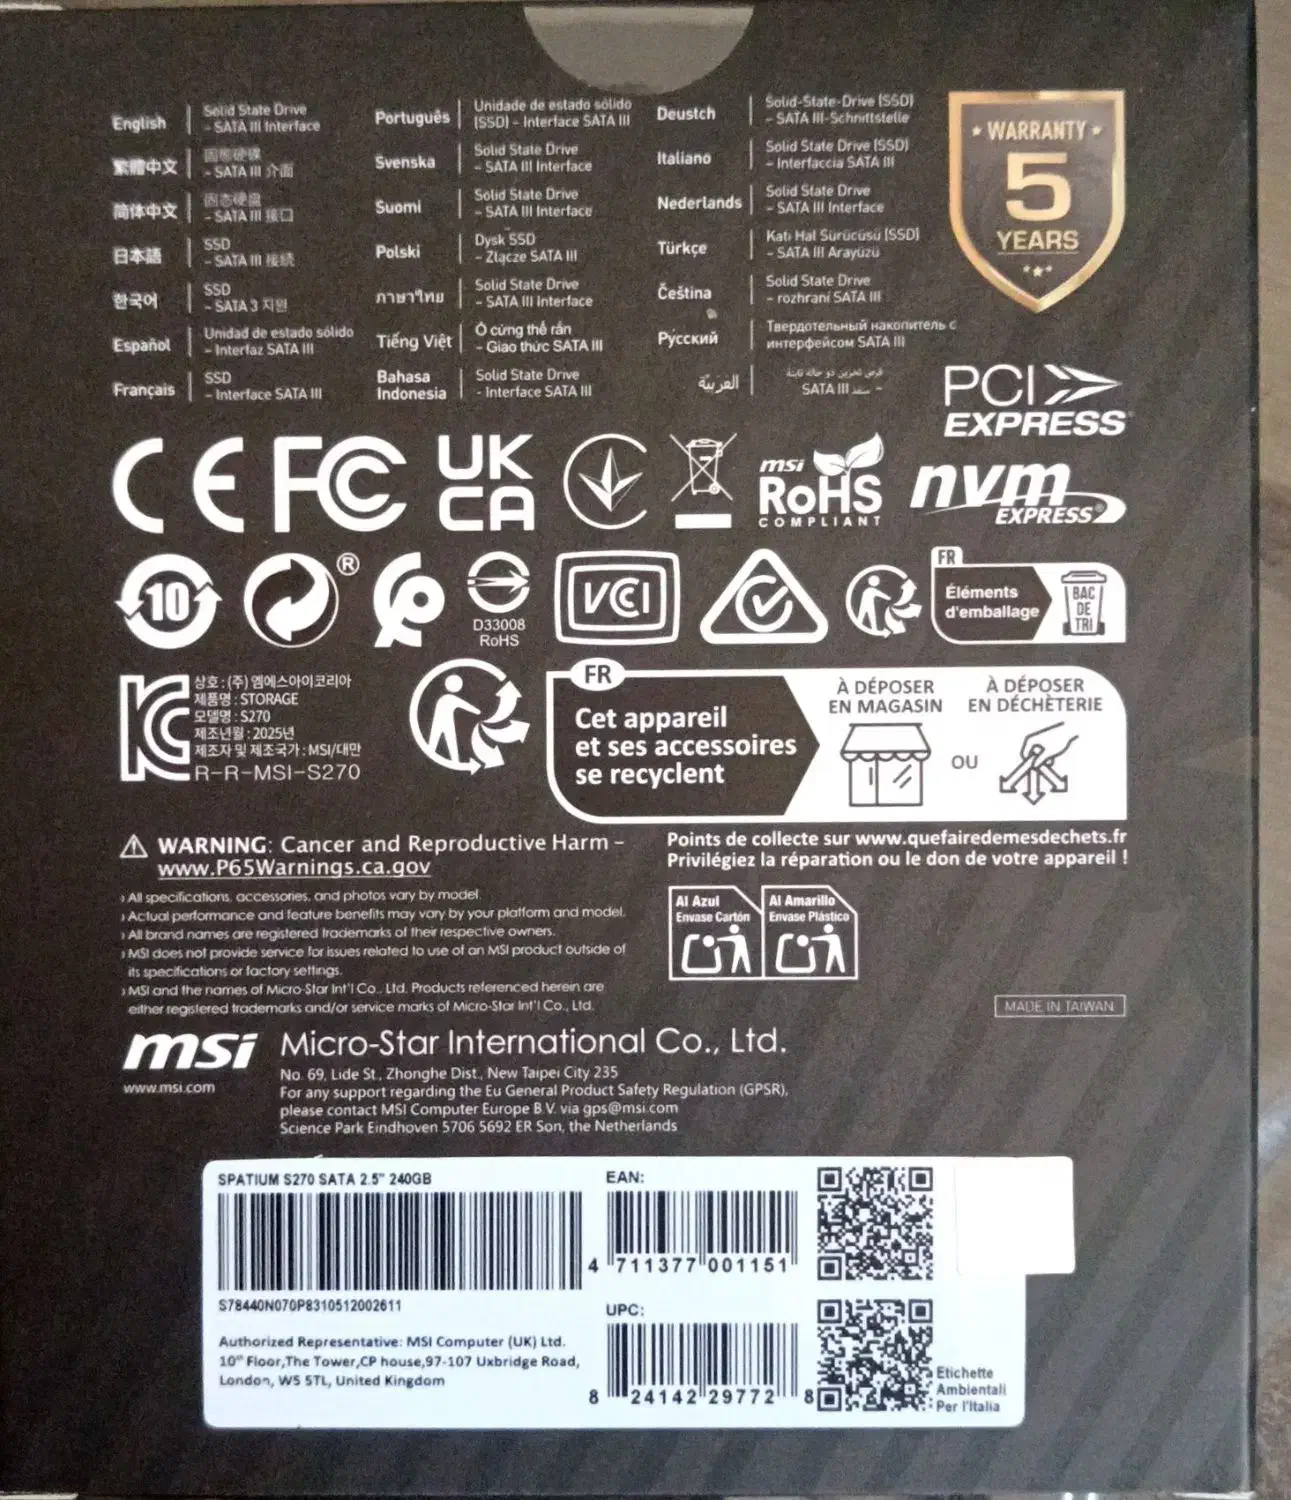 English
Solid State Drive
- SATA III Interface
繁體中文
固態硬碟
- SATA III 介面
简体中文
固态硬盘
- SATA III 接口
日本語
SSD
- SATA III 接続
한국어
SSD
- SATA 3 지원
Español
Unidad de estado sólido
- Interfaz SATA III
Français
SSD
- Interface SATA III
Português
Unidade de estado sólido
(SSD) - Interface SATA III
Svenska
Solid State Drive
- SATA III Interface
Suomi
Solid State Drive
- SATA III Interface
Polski
Dysk SSD
- Złącze SATA III
ภาษาไทย
Solid State Drive
- SATA III Interface
Tiếng Việt
Ổ cứng thể rắn
- Giao thức SATA III
Bahasa
Indonesia
Solid State Drive
- SATA III Interface
Deustch
Solid-State-Drive (SSD)
- SATA III-Schnittstelle
Italiano
Solid State Drive (SSD)
- Interfaccia SATA III
Nederlands
Solid State Drive
- SATA III Interface
Türkçe
Katı Hal Sürücüsü (SSD)
- SATA III Arayüzü
Čeština
Solid State Drive
- rozhraní SATA III
Русский
Твердотельный накопитель с
интерфейсом SATA III
العَرَبِيَّة
SATA III
WARRANTY
5
YEARS
PCI
EXPRESS
CE FC UK
CA
msi
RoHS
COMPLIANT
nvm
EXPRESS®
10
®
D33008
RoHS
VCCI
FR
Éléments
d'emballage
BAC
DE
TRI
상호 : (주) 엠에스아이코리아
제품명 : STORAGE
모델명 : S270
제조년월 : 2025년
제조자 및 제조국가 : MSI/대만
R-R-MSI-S270
FR
Cet appareil
et ses accessoires
se recyclent
À DÉPOSER
EN MAGASIN
OU
À DÉPOSER
EN DÉCHÈTERIE
Points de collecte sur www.quefairedemesdechets.fr
Privilégiez la réparation ou le don de votre appareil !
WARNING: Cancer and Reproductive Harm –
www.P65Warnings.ca.gov
› All specifications, accessories, and photos vary by model.
› Actual performance and feature benefits may vary by your platform and model.
› All brand names are registered trademarks of their respective owners.
› MSI does not provide service for issues related to use of an MSI product outside of
its specifications or factory settings.
› MSI and the names of Micro-Star Int'l Co., Ltd. Products referenced herein are
either registered trademarks and/or service marks of Micro-Star Int'l Co., Ltd.
Al Azul
Envase Cartón
Al Amarillo
Envase Plástico
MADE IN TAIWAN
msi
www.msi.com
Micro-Star International Co., Ltd.
No. 69, Lide St., Zhonghe Dist., New Taipei City 235
For any support regarding the Eu General Product Safety Regulation (GPSR),
please contact MSI Computer Europe B.V. via gps@msi.com
Science Park Eindhoven 5706 5692 ER Son, the Netherlands
SPATIUM S270 SATA 2.5" 240GB
S78440N070P8310512002611
Authorized Representative: MSI Computer (UK) Ltd.
10th Floor,The Tower,CP house,97-107 Uxbridge Road,
London, W5 5TL, United Kingdom
EAN:
4 711377 001151
UPC:
8 24142 29772 8
Etichette
Ambientali
Per l'Italia